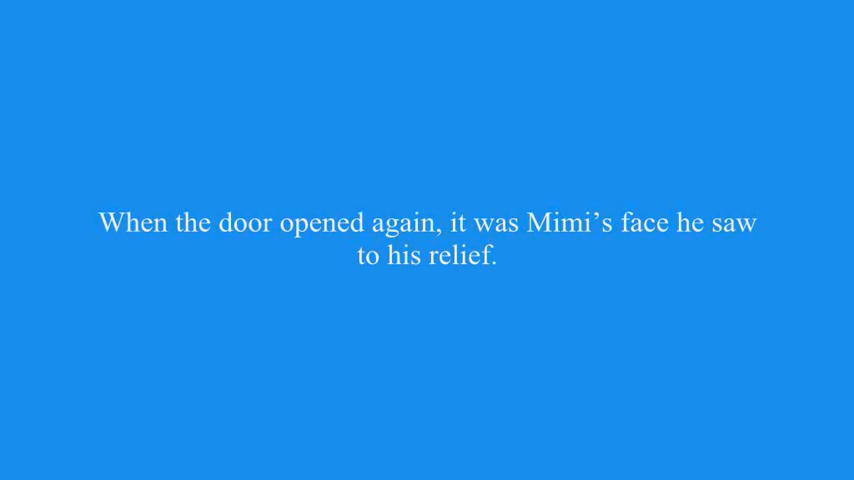 When the door opened again, it was Mimi’s face he saw
to his relief.